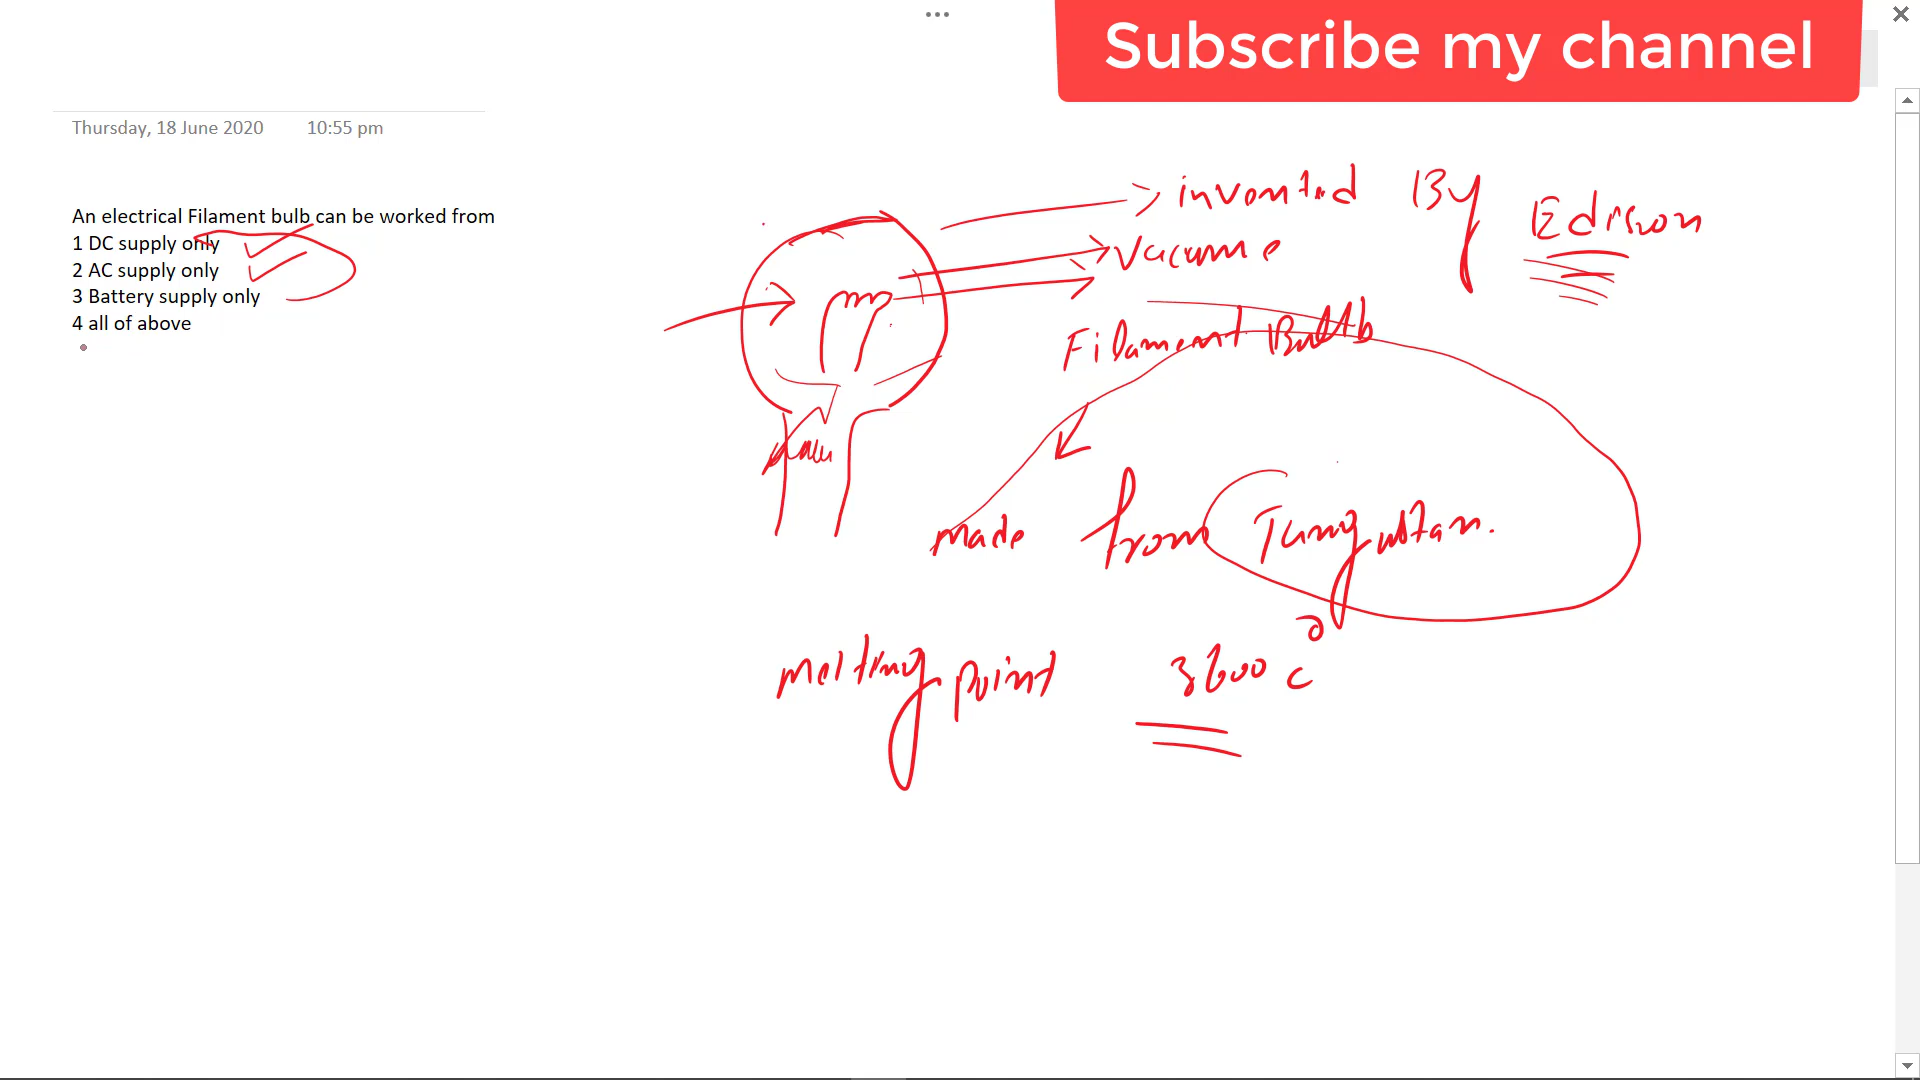 Subscribe my channel
Thursday, 18 June 2020 10:55 pm
An electrical Filament bulb can be worked from
1 DC supply only
2 AC supply only
3 Battery supply only
4 all of above
invented By Edison
Vacume
Filament Bulb
made from Tungustan.
melting point 3600 °C